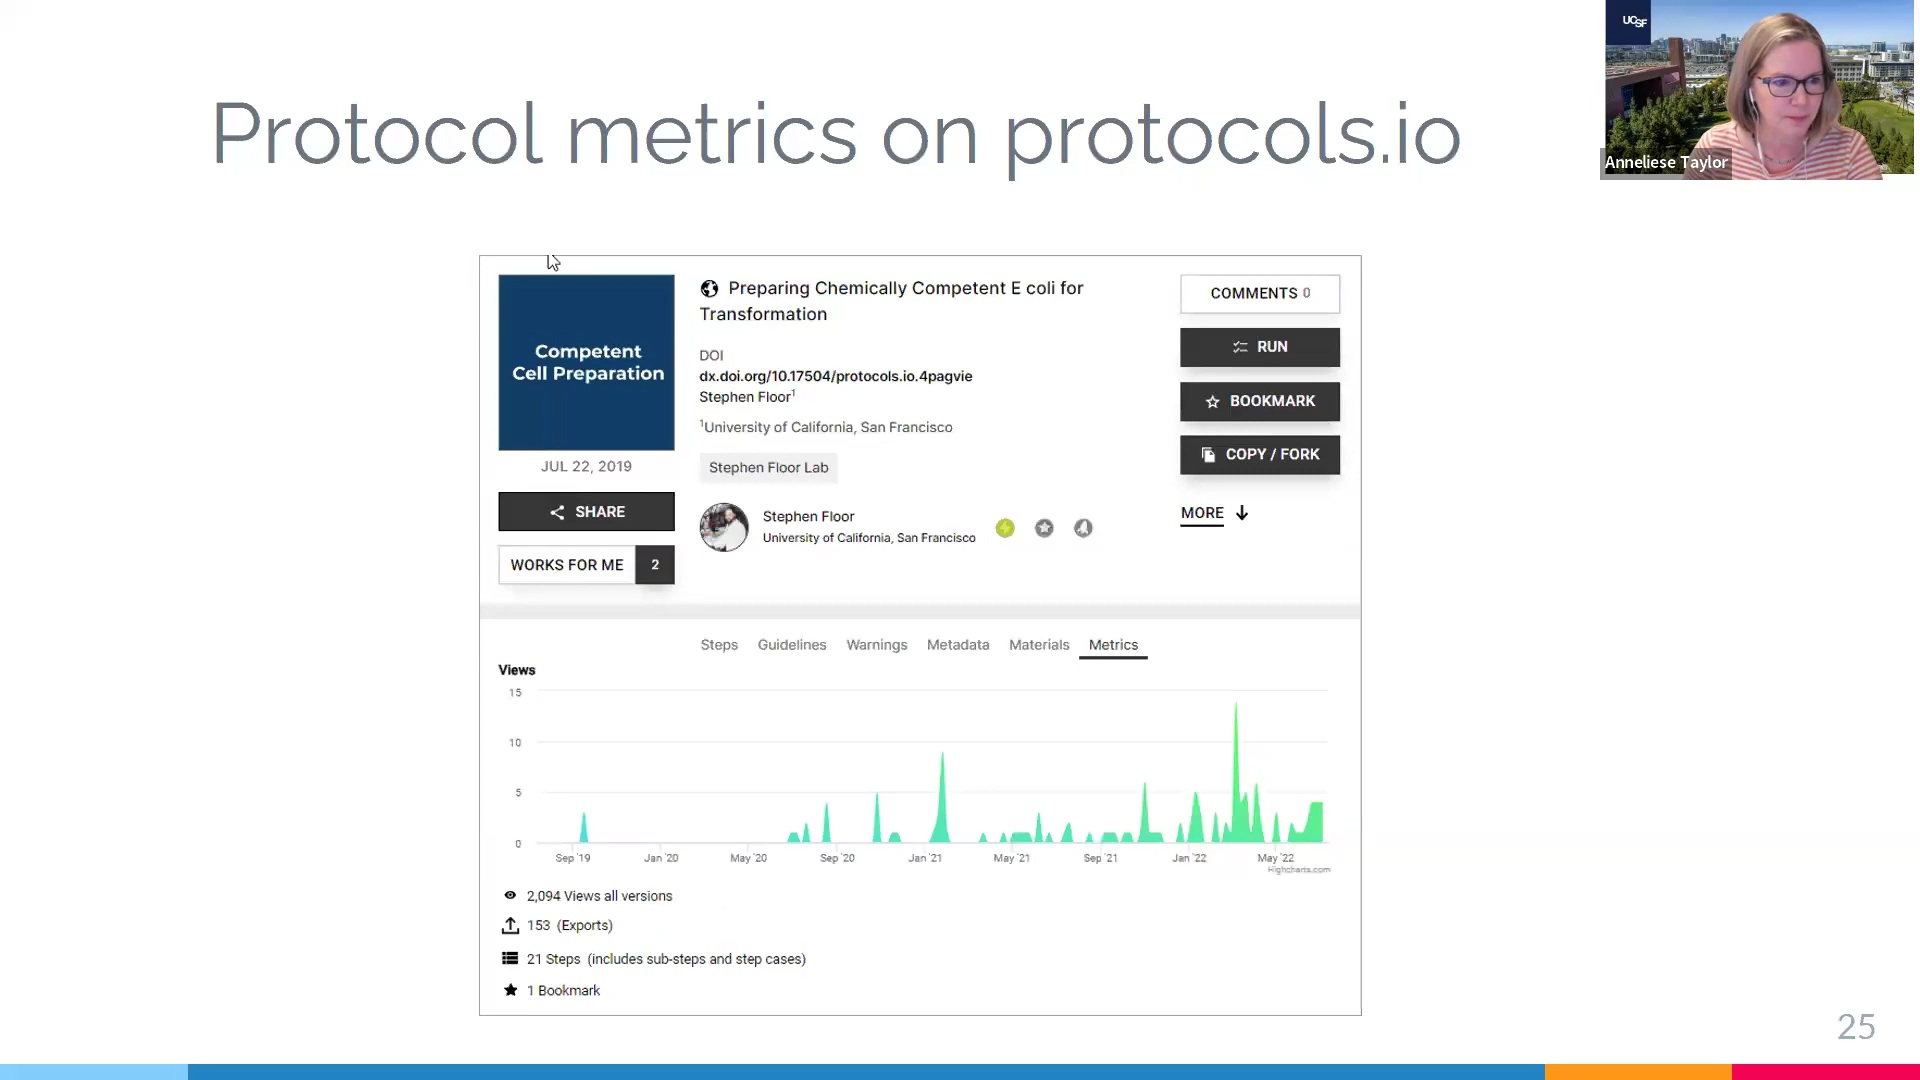 Protocol metrics on protocols.io
UCSF
Anneliese Taylor
Competent
Cell Preparation
JUL 22, 2019
SHARE
WORKS FOR ME 2
Preparing Chemically Competent E coli for
Transformation
DOI
dx.doi.org/10.17504/protocols.io.4pagvie
Stephen Floor1
1University of California, San Francisco
Stephen Floor Lab
Stephen Floor
University of California, San Francisco
COMMENTS 0
RUN
BOOKMARK
COPY / FORK
MORE
Steps Guidelines Warnings Metadata Materials Metrics
Views
15
10
5
0
Sep '19 Jan '20 May '20 Sep '20 Jan '21 May '21 Sep '21 Jan '22 May '22
Highcharts.com
2,094 Views all versions
153 (Exports)
21 Steps (includes sub-steps and step cases)
1 Bookmark
25